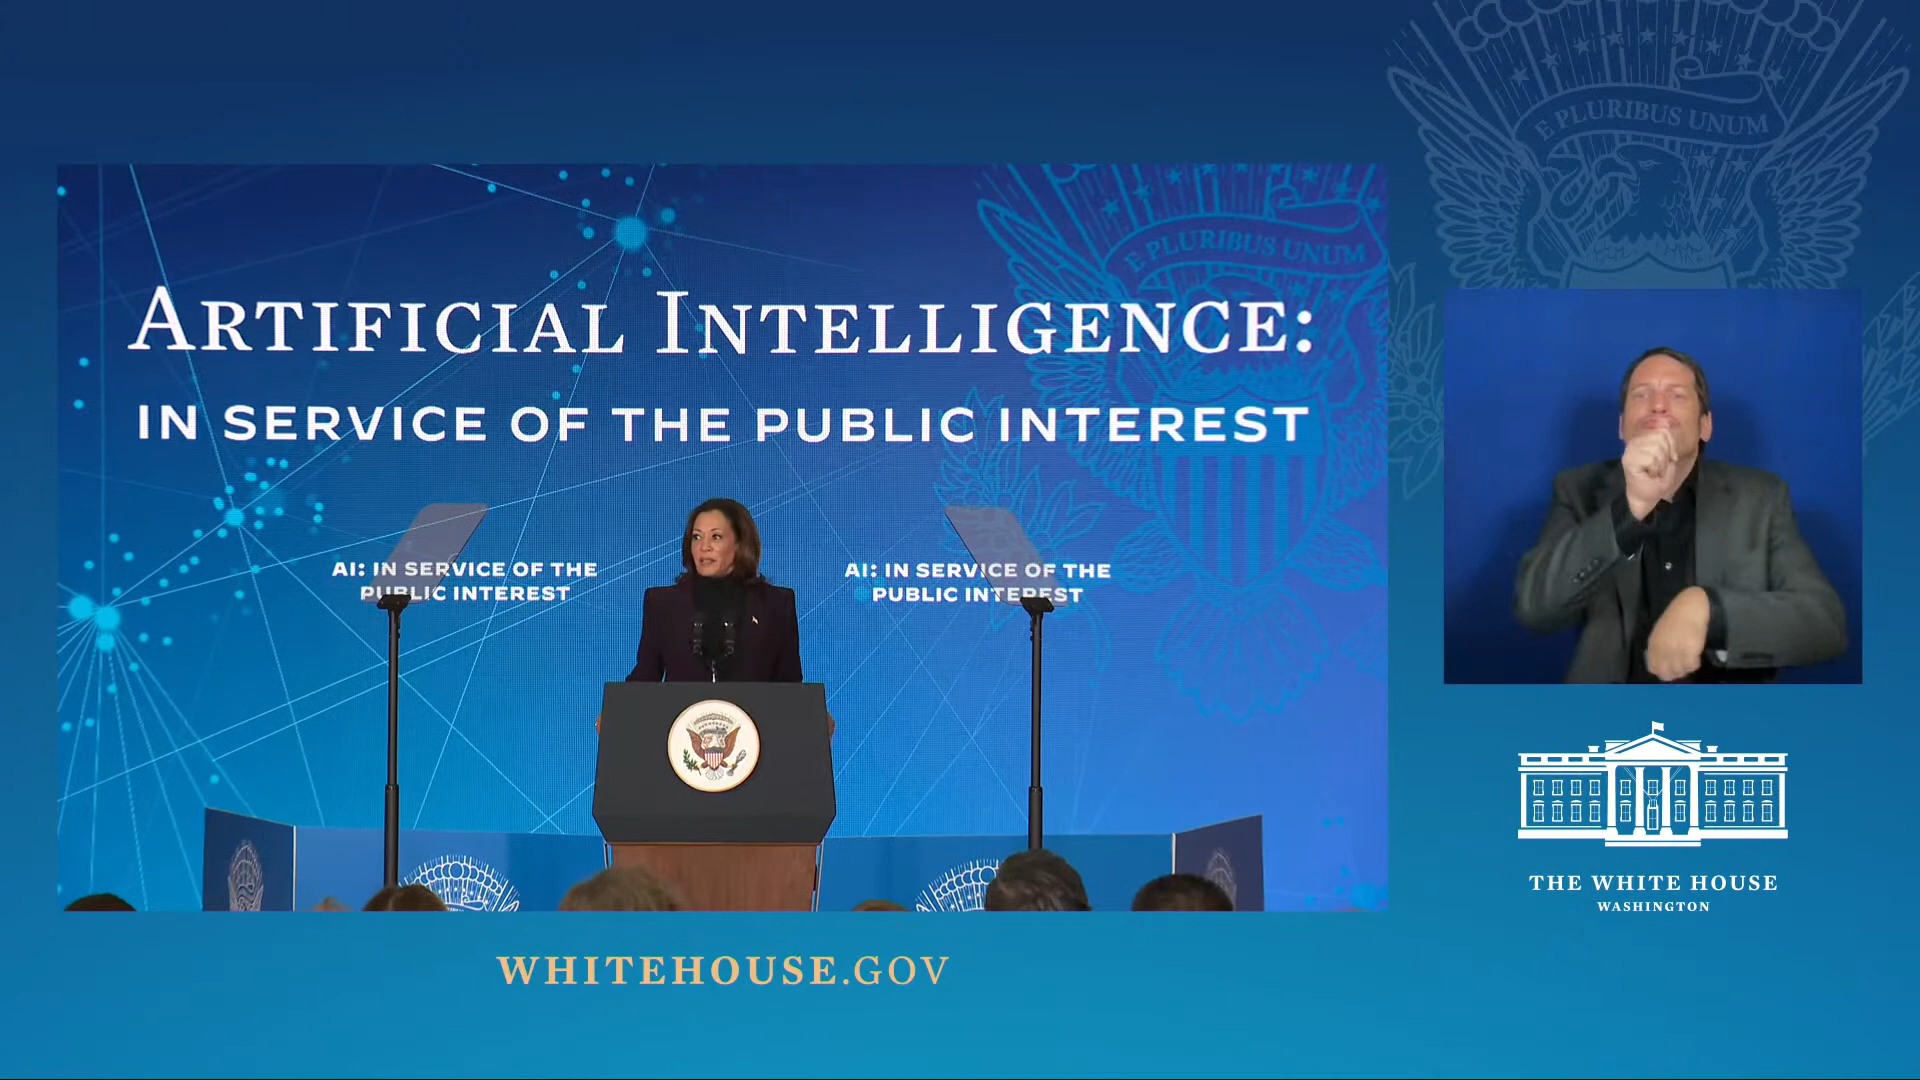 E PLURIBUS UNUM
E PLURIBUS UNUM
ARTIFICIAL INTELLIGENCE:
IN SERVICE OF THE PUBLIC INTEREST
AI: IN SERVICE OF THE
PUBLIC INTEREST
AI: IN SERVICE OF THE
PUBLIC INTEREST
THE WHITE HOUSE
WASHINGTON
WHITEHOUSE.GOV